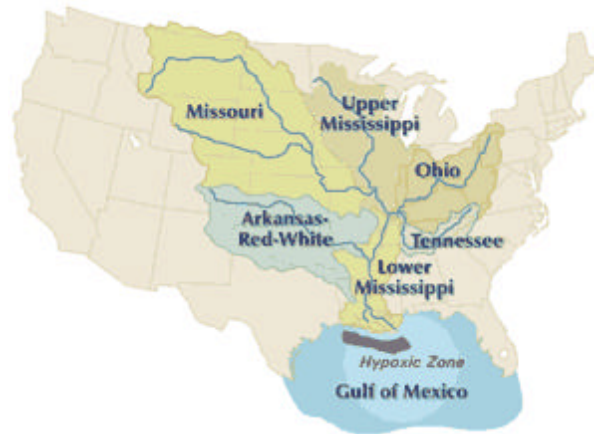 Missouri
Upper
Mississippi
Ohio
Arkansas-
Red-White
Tennessee
Lower
Mississippi
Hypoxic Zone
Gulf of Mexico